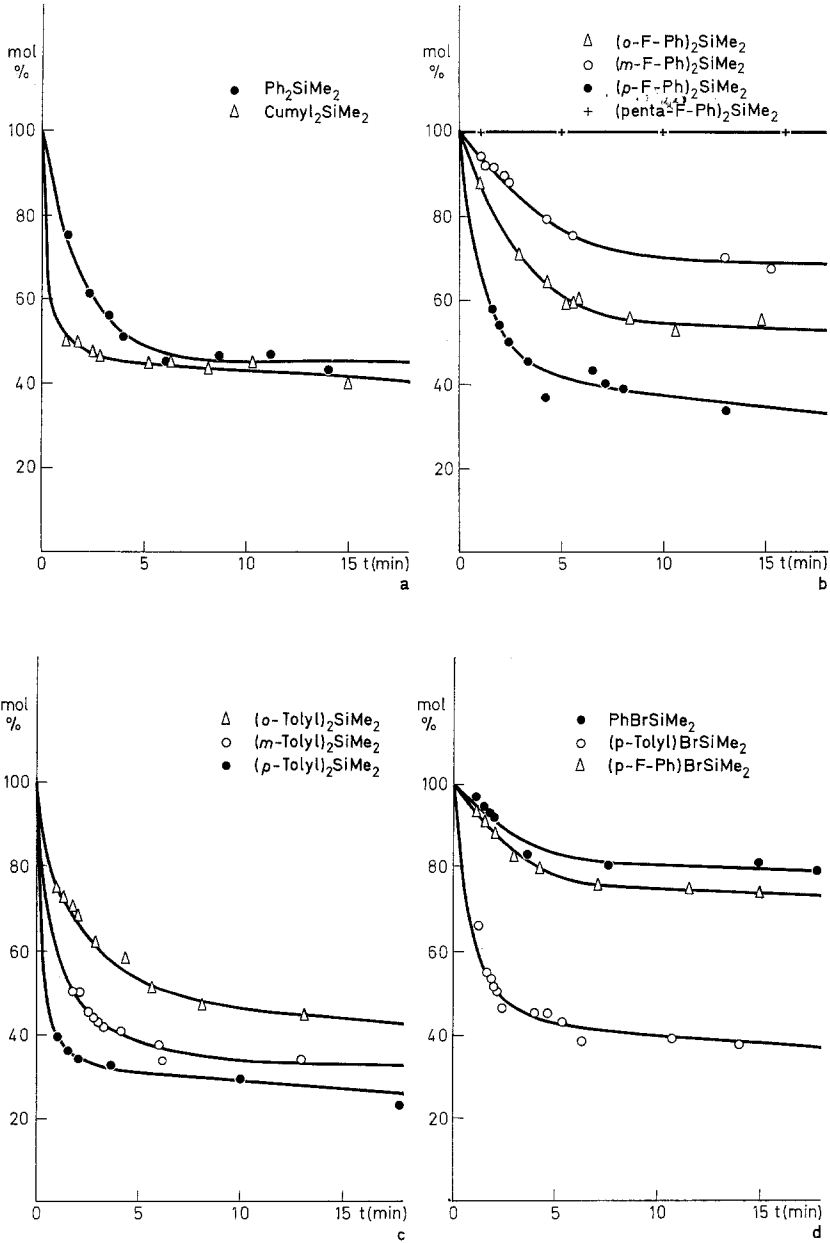 mol
%
Ph₂SiMe₂
Cumyl₂SiMe₂
100
80
60
40
20
0
5
10
15 t(min)
a
(o-F-Ph)₂SiMe₂
(m-F-Ph)₂SiMe₂
(p-F-Ph)₂SiMe₂
(penta-F-Ph)₂SiMe₂
mol
%
100
80
60
40
20
0
5
10
15 t(min)
b
mol
%
(o-Tolyl)₂SiMe₂
(m-Tolyl)₂SiMe₂
(p-Tolyl)₂SiMe₂
100
80
60
40
20
0
5
10
15 t(min)
c
mol
%
PhBrSiMe₂
(p-Tolyl)BrSiMe₂
(p-F-Ph)BrSiMe₂
100
80
60
40
20
0
5
10
15 t(min)
d